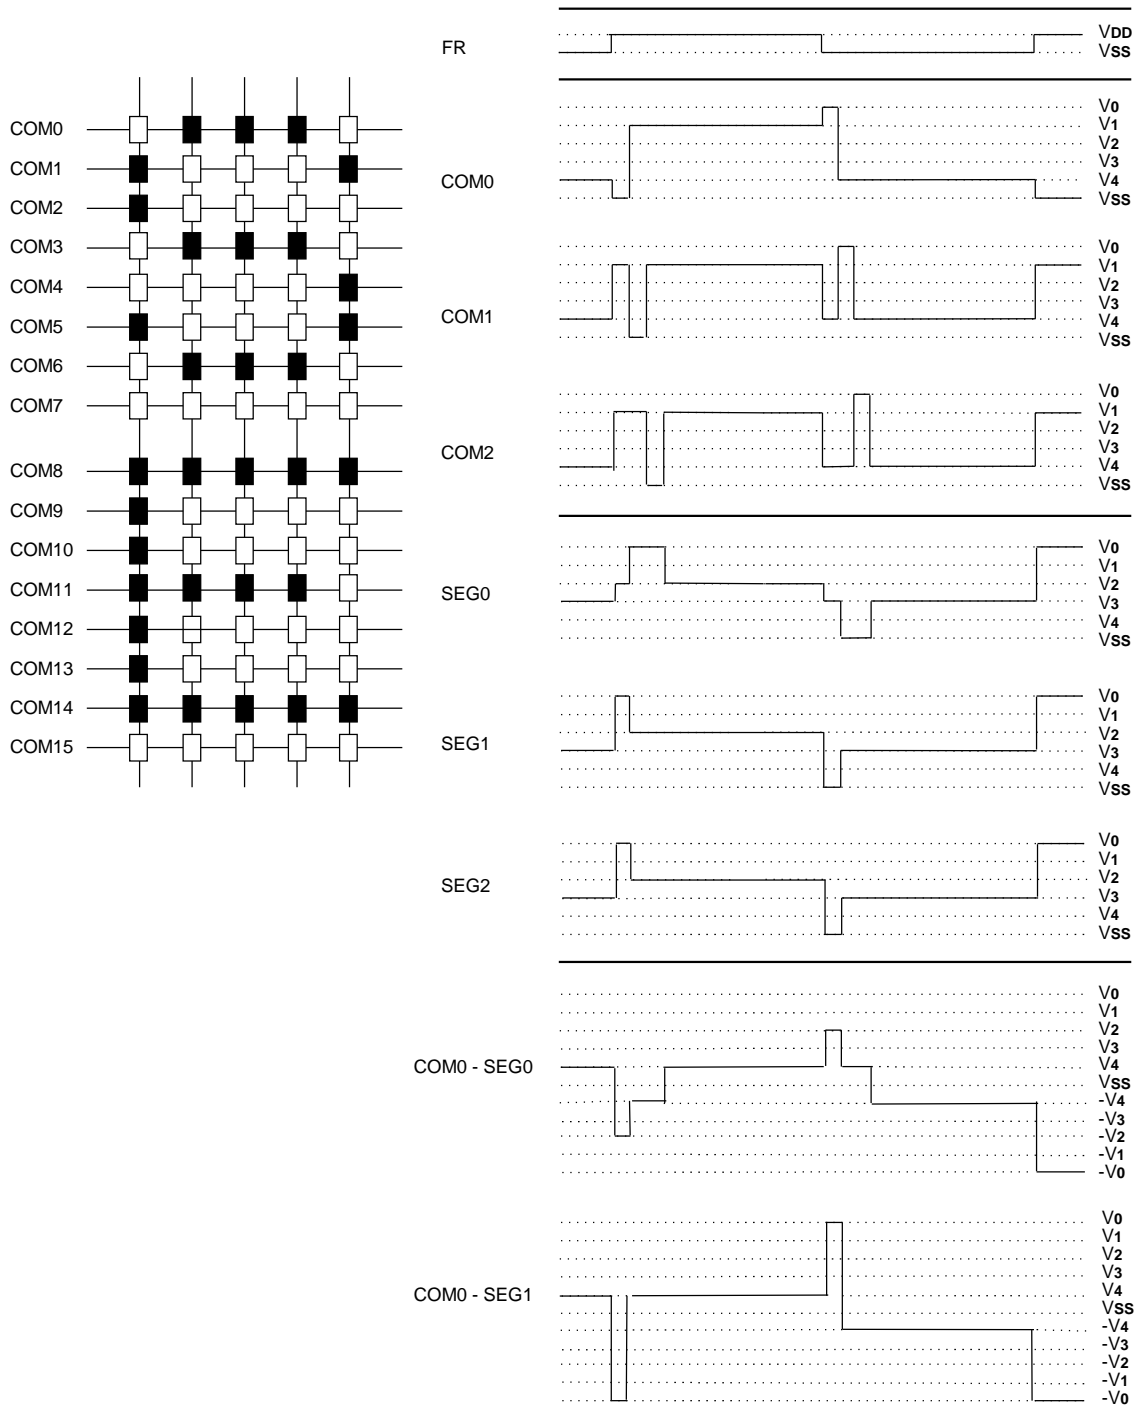 FR
VDD
VSS
COM0
COM1
COM2
COM3
COM4
COM5
COM6
COM7
COM8
COM9
COM10
COM11
COM12
COM13
COM14
COM15
COM0
V0
V1
V2
V3
V4
VSS
COM1
V0
V1
V2
V3
V4
VSS
COM2
V0
V1
V2
V3
V4
VSS
SEG0
V0
V1
V2
V3
V4
VSS
SEG1
V0
V1
V2
V3
V4
VSS
SEG2
V0
V1
V2
V3
V4
VSS
COM0 - SEG0
V0
V1
V2
V3
V4
VSS
-V4
-V3
-V2
-V1
-V0
COM0 - SEG1
V0
V1
V2
V3
V4
VSS
-V4
-V3
-V2
-V1
-V0